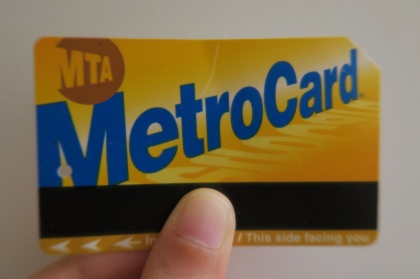 MTA
MetroCard
/ This side facing you